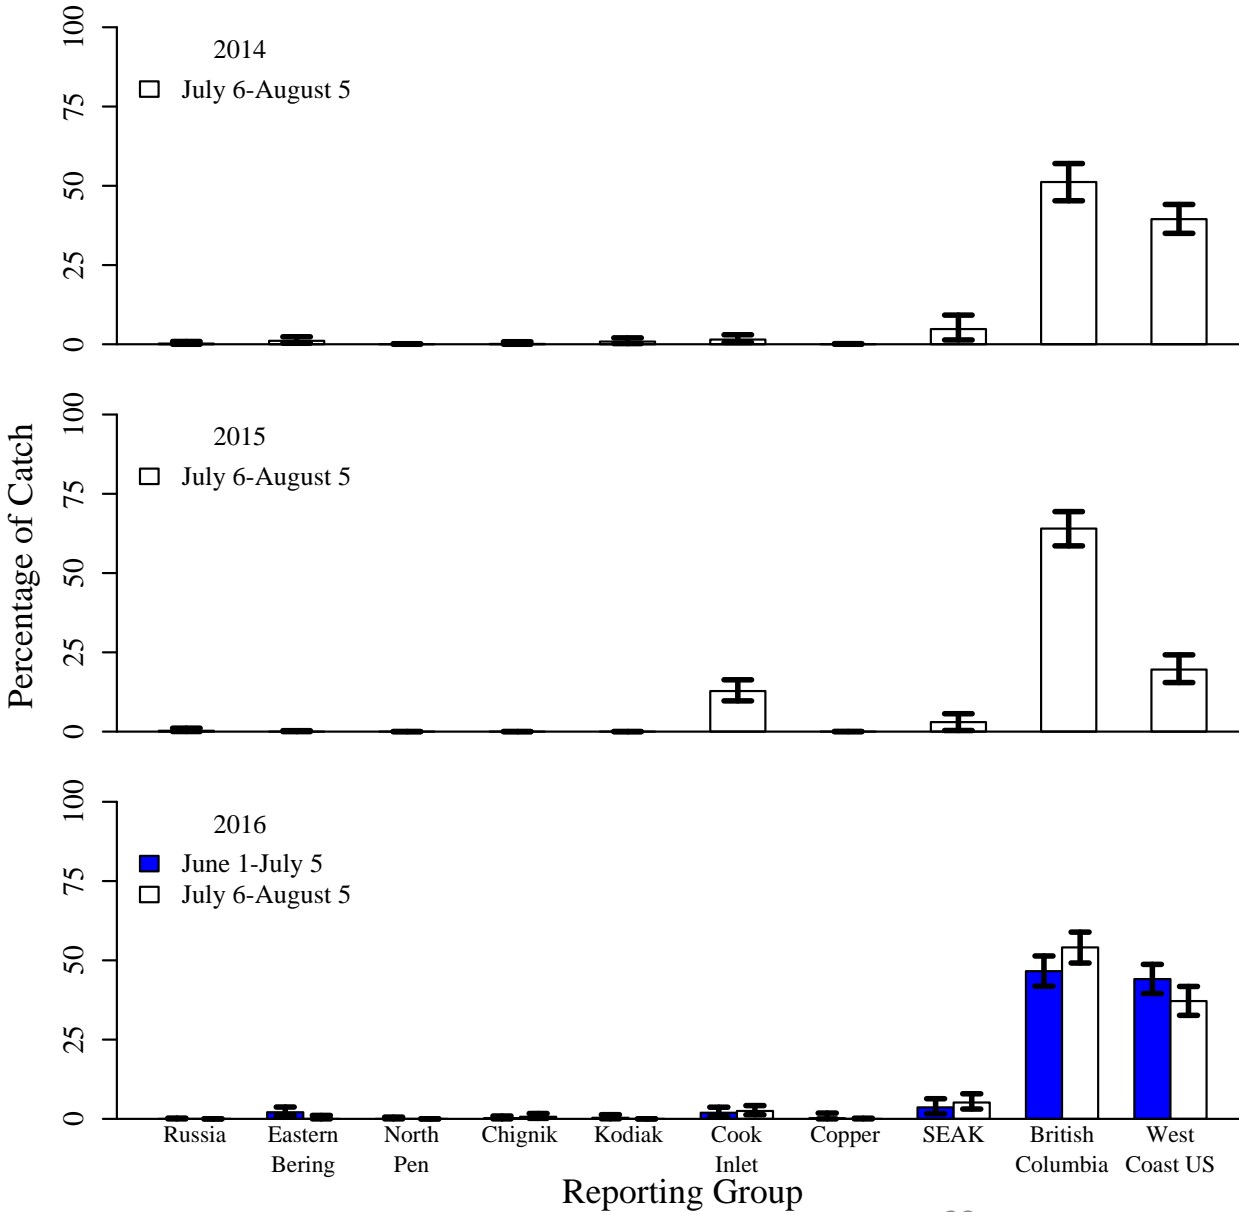 Percentage of Catch
100
75
50
25
0
2014
July 6-August 5
100
75
50
25
0
2015
July 6-August 5
100
75
50
25
0
2016
June 1-July 5
July 6-August 5
Russia Eastern North Chignik Kodiak Cook Copper SEAK British West
Bering Pen Inlet Columbia Coast US
Reporting Group